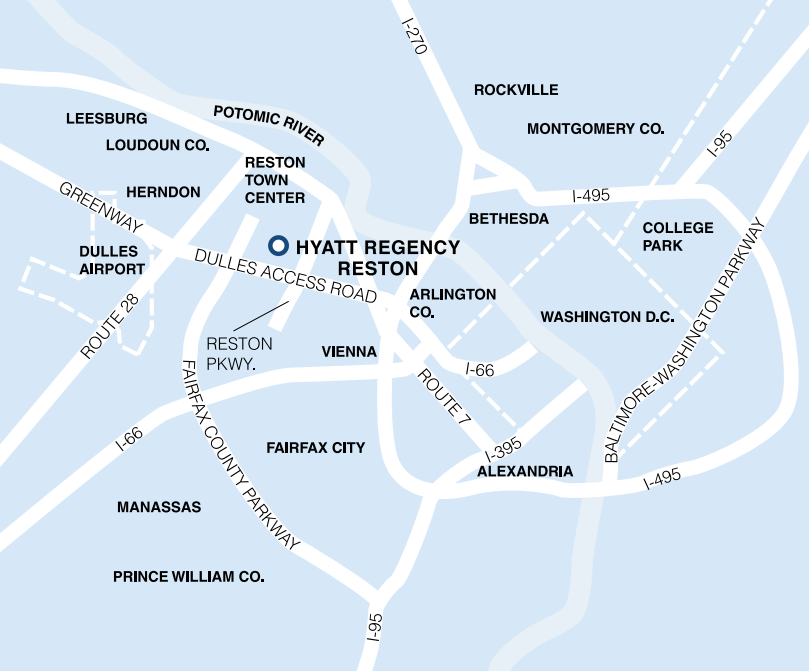 I-270
ROCKVILLE
POTOMIC RIVER
LEESBURG
MONTGOMERY CO.
LOUDOUN CO.
I-95
RESTON
TOWN
CENTER
HERNDON
GREENWAY
I-495
BETHESDA
COLLEGE
PARK
HYATT REGENCY
RESTON
DULLES
AIRPORT
DULLES ACCESS ROAD
ARLINGTON
CO.
WASHINGTON D.C.
ROUTE 28
RESTON
PKWY.
VIENNA
I-66
BALTIMORE-WASHINGTON PARKWAY
ROUTE 7
FAIRFAX COUNTY PARKWAY
I-66
FAIRFAX CITY
I-395
ALEXANDRIA
I-495
MANASSAS
PRINCE WILLIAM CO.
I-95